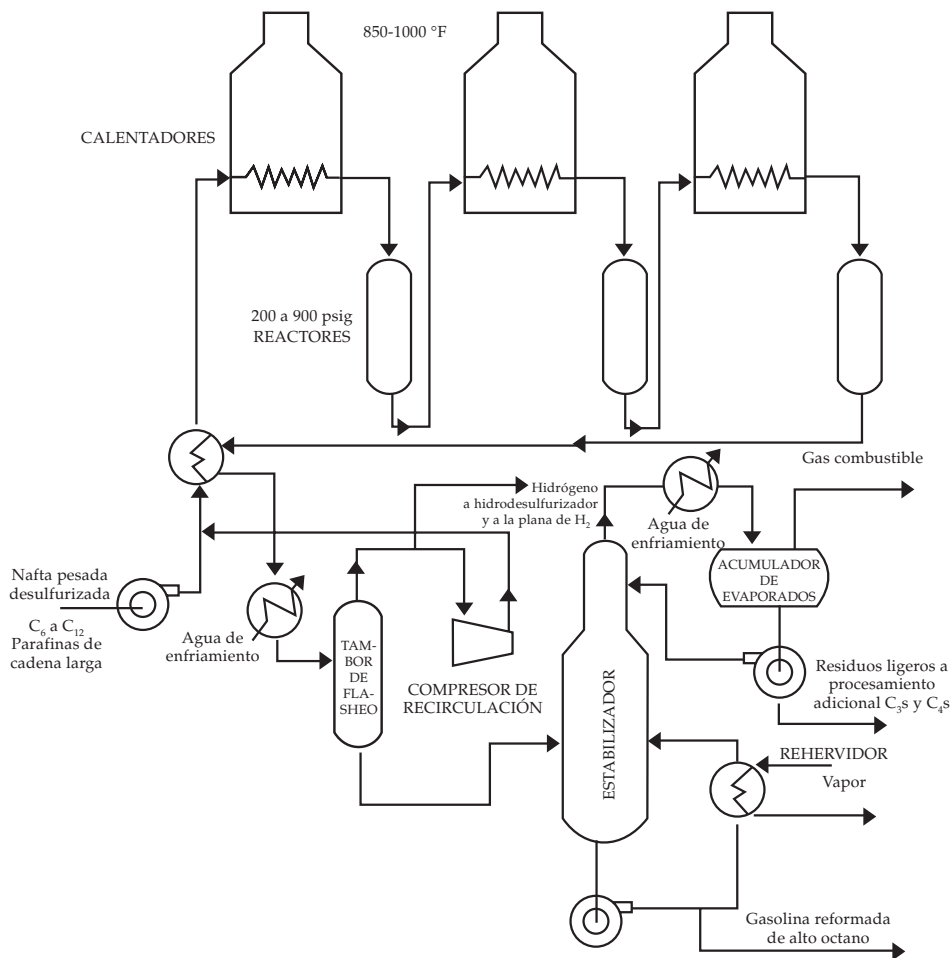 850-1000 °F
CALENTADORES
200 a 900 psig
REACTORES
Gas combustible
Hidrógeno
a hidrodesulfurizador
y a la plana de H₂
Agua de
enfriamiento
ACUMULADOR
DE
EVAPORADOS
Nafta pesada
desulfurizada
C₆ a C₁₂
Parafinas de
cadena larga
Agua de
enfriamiento
TAM-
BOR
DE
FLA-
SHEO
COMPRESOR DE
RECIRCULACIÓN
ESTABILIZADOR
Residuos ligeros a
procesamiento
adicional C₃s y C₄s
REHERVIDOR
Vapor
Gasolina reformada
de alto octano